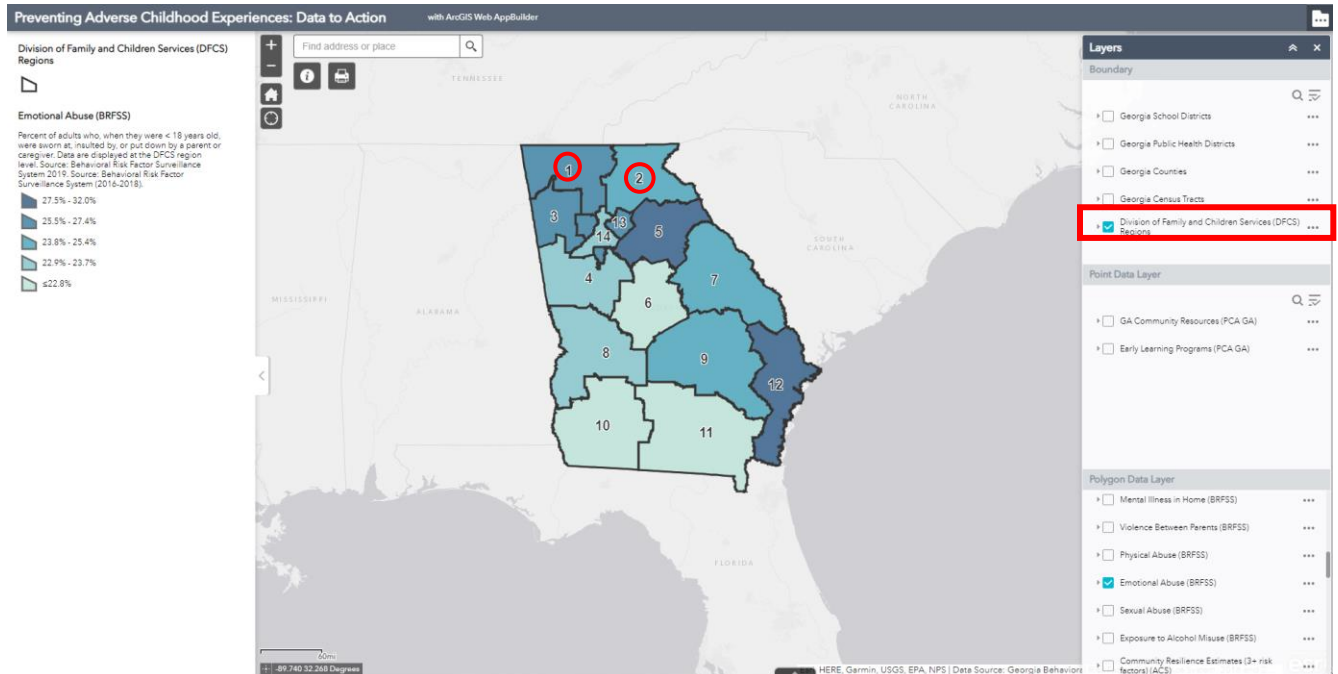 Preventing Adverse Childhood Experiences: Data to Action
with ArcGIS Web AppBuilder
Division of Family and Children Services (DFCS)
Regions
Emotional Abuse (BRFSS)
Percent of adults who, when they were < 18 years old,
were sworn at, insulted by, or put down by a parent or
caregiver. Data are displayed at the DFCS region
level. Source: Behavioral Risk Factor Surveillance
System 2019. Source: Behavioral Risk Factor
Surveillance System (2016-2018).
27.5% - 32.0%
25.5% - 27.4%
23.8% - 25.4%
22.9% - 23.7%
≤22.8%
Find address or place
TENNESSEE
NORTH
CAROLINA
SOUTH
CAROLINA
MISSISSIPPI
ALABAMA
FLORIDA
1
2
3
13
14
5
4
7
6
8
9
12
10
11
60mi
-89.740 32.268 Degrees
HERE, Garmin, USGS, EPA, NPS | Data Source: Georgia Behaviora
Layers
Boundary
Georgia School Districts
Georgia Public Health Districts
Georgia Counties
Georgia Census Tracts
Division of Family and Children Services (DFCS)
Regions
Point Data Layer
GA Community Resources (PCA GA)
Early Learning Programs (PCA GA)
Polygon Data Layer
Mental Illness in Home (BRFSS)
Violence Between Parents (BRFSS)
Physical Abuse (BRFSS)
Emotional Abuse (BRFSS)
Sexual Abuse (BRFSS)
Exposure to Alcohol Misuse (BRFSS)
Community Resilience Estimates (3+ risk
factors) (ACS)